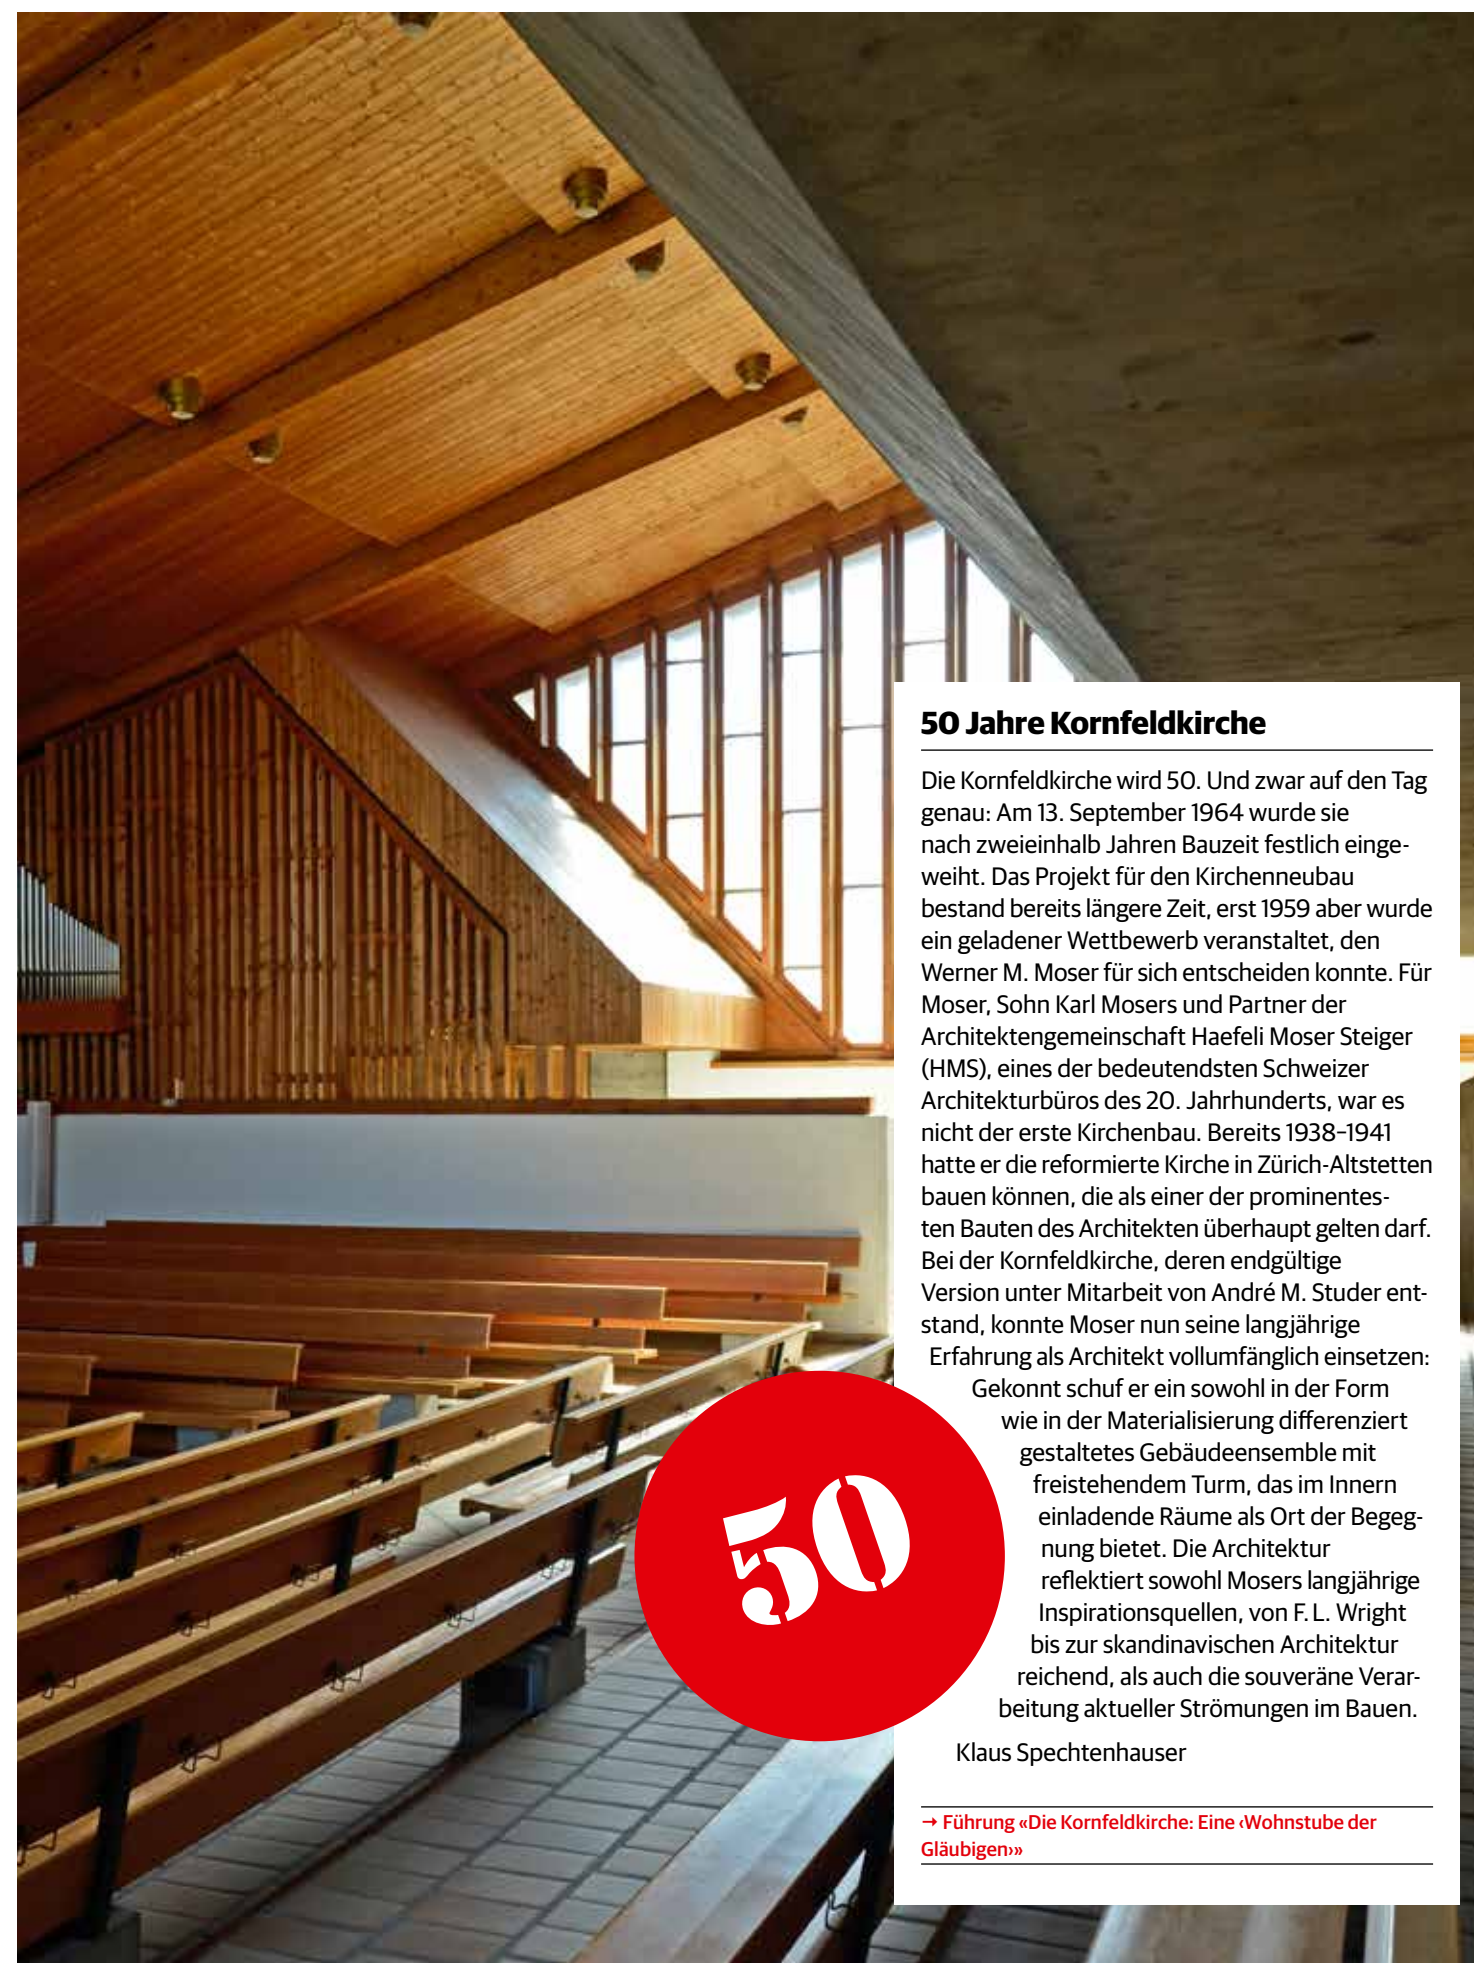 50 Jahre Kornfeldkirche
Die Kornfeldkirche wird 50. Und zwar auf den Tag
genau: Am 13. September 1964 wurde sie
nach zweieinhalb Jahren Bauzeit festlich einge-
weiht. Das Projekt für den Kirchenneubau
bestand bereits längere Zeit, erst 1959 aber wurde
ein geladener Wettbewerb veranstaltet, den
Werner M. Moser für sich entscheiden konnte. Für
Moser, Sohn Karl Mosers und Partner der
Architektengemeinschaft Haefeli Moser Steiger
(HMS), eines der bedeutendsten Schweizer
Architekturbüros des 20. Jahrhunderts, war es
nicht der erste Kirchenbau. Bereits 1938–1941
hatte er die reformierte Kirche in Zürich-Altstetten
bauen können, die als einer der prominentes-
ten Bauten des Architekten überhaupt gelten darf.
Bei der Kornfeldkirche, deren endgültige
Version unter Mitarbeit von André M. Studer ent-
stand, konnte Moser nun seine langjährige
Erfahrung als Architekt vollumfänglich einsetzen:
Gekonnt schuf er ein sowohl in der Form
wie in der Materialisierung differenziert
gestaltetes Gebäudeensemble mit
freistehendem Turm, das im Innern
einladende Räume als Ort der Begeg-
nung bietet. Die Architektur
reflektiert sowohl Mosers langjährige
Inspirationsquellen, von F. L. Wright
bis zur skandinavischen Architektur
reichend, als auch die souveräne Verar-
beitung aktueller Strömungen im Bauen.
Klaus Spechtenhauser
→ Führung «Die Kornfeldkirche: Eine ‹Wohnstube der
Gläubigen›»
50